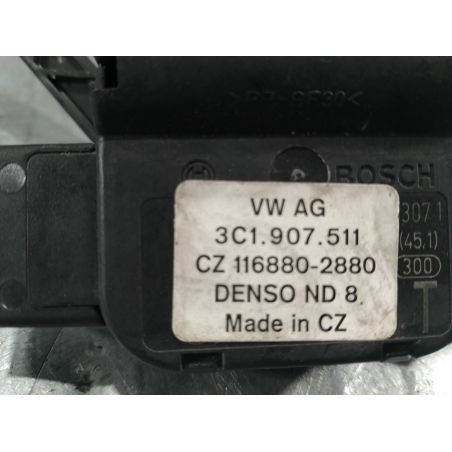 BOSCH
VW AG
3C1.907.511
CZ 116880-2880
DENSO ND 8.
Made in CZ
307 1
(45,1)
300
T